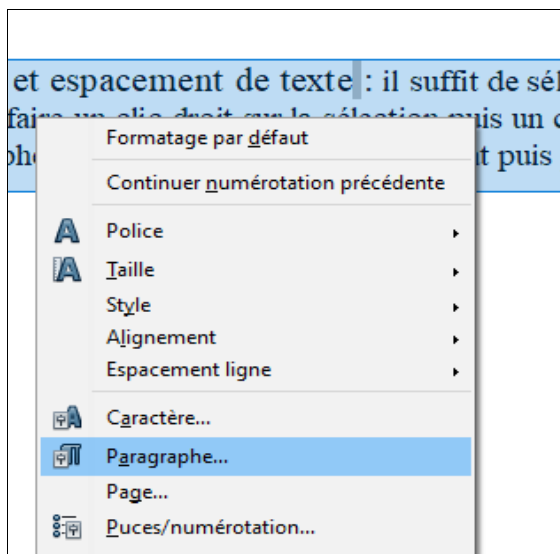 et espacement de texte : il suffit de sél
faire un clic droit sur la sélection puis un c
t puis
Formatage par défaut
Continuer numérotation précédente
Police
Taille
Style
Alignement
Espacement ligne
Caractère...
Paragraphe...
Page...
Puces/numérotation...